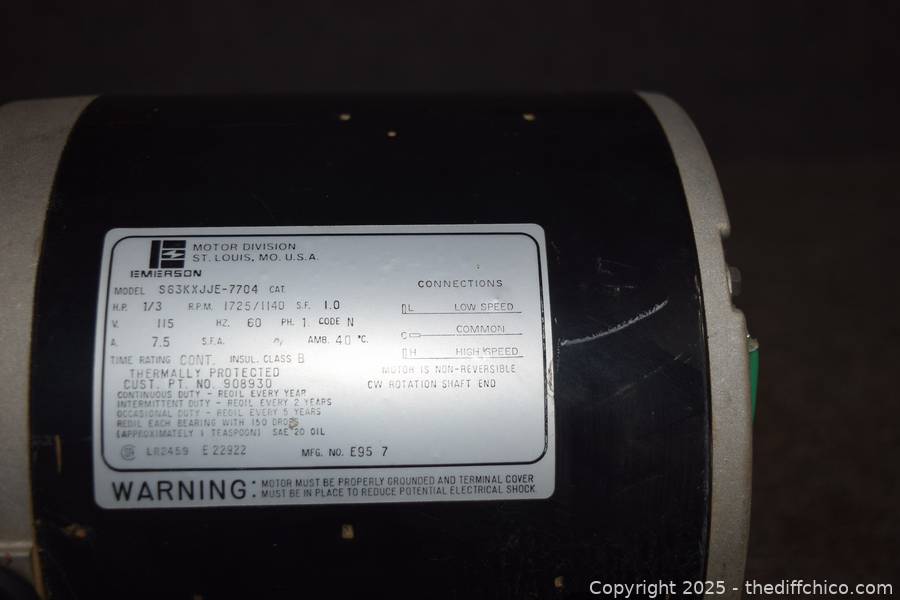 MOTOR DIVISION
ST. LOUIS, MO. U.S.A.
EMERSON
MODEL S63KXJJE-7704 CAT.
H.P. 1/3 R.P.M. 1725/1140 S.F. 1.0
V. 115 HZ. 60 PH. 1 CODE N
A. 7.5 S.F.A. AMB. 40 °C.
TIME RATING CONT. INSUL. CLASS B
THERMALLY PROTECTED
CUST. PT. NO. 908930
CONTINUOUS DUTY - REOIL EVERY YEAR
INTERMITTENT DUTY - REOIL EVERY 2 YEARS
OCCASIONAL DUTY - REOIL EVERY 5 YEARS
REOIL EACH BEARING WITH 150 DROPS
(APPROXIMATELY 1 TEASPOON) SAE 20 OIL
LR2459 E 22922 MFG. NO. E95 7
CONNECTIONS
L LOW SPEED
C COMMON
H HIGH SPEED
MOTOR IS NON-REVERSIBLE
CW ROTATION SHAFT END
WARNING: MOTOR MUST BE PROPERLY GROUNDED AND TERMINAL COVER
MUST BE IN PLACE TO REDUCE POTENTIAL ELECTRICAL SHOCK
Copyright 2025 - thediffchico.com